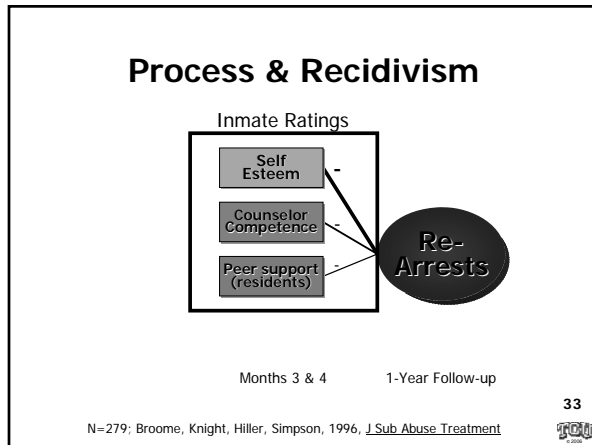 Process & Recidivism
Inmate Ratings
Self
Esteem
-
Counselor
Competence
-
Peer support
(residents)
-
Re-
Arrests
Months 3 & 4
1-Year Follow-up
33
N=279; Broome, Knight, Hiller, Simpson, 1996, J Sub Abuse Treatment
TCU
© 2006